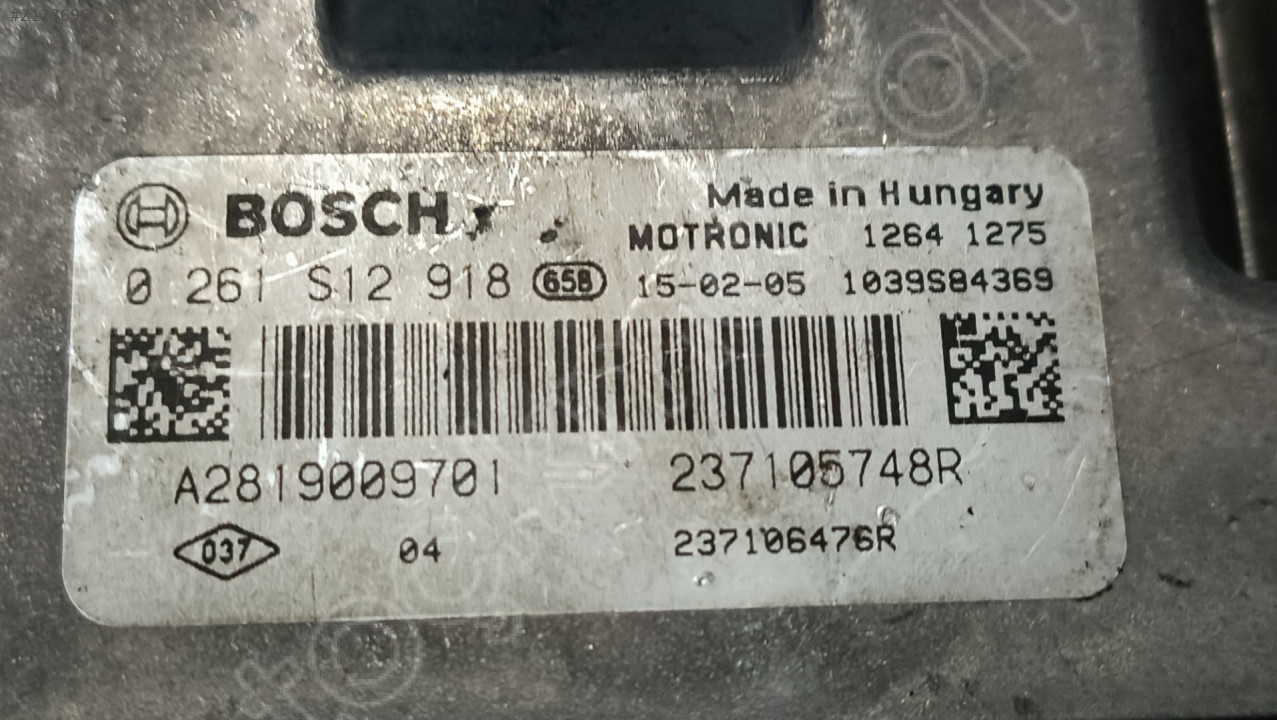 BOSCH
Made in Hungary
MOTRONIC 1264 1275
0 261 S12 918 65B 15-02-05 1039S84369
A2819009701 237105748R
037 04 237106476R